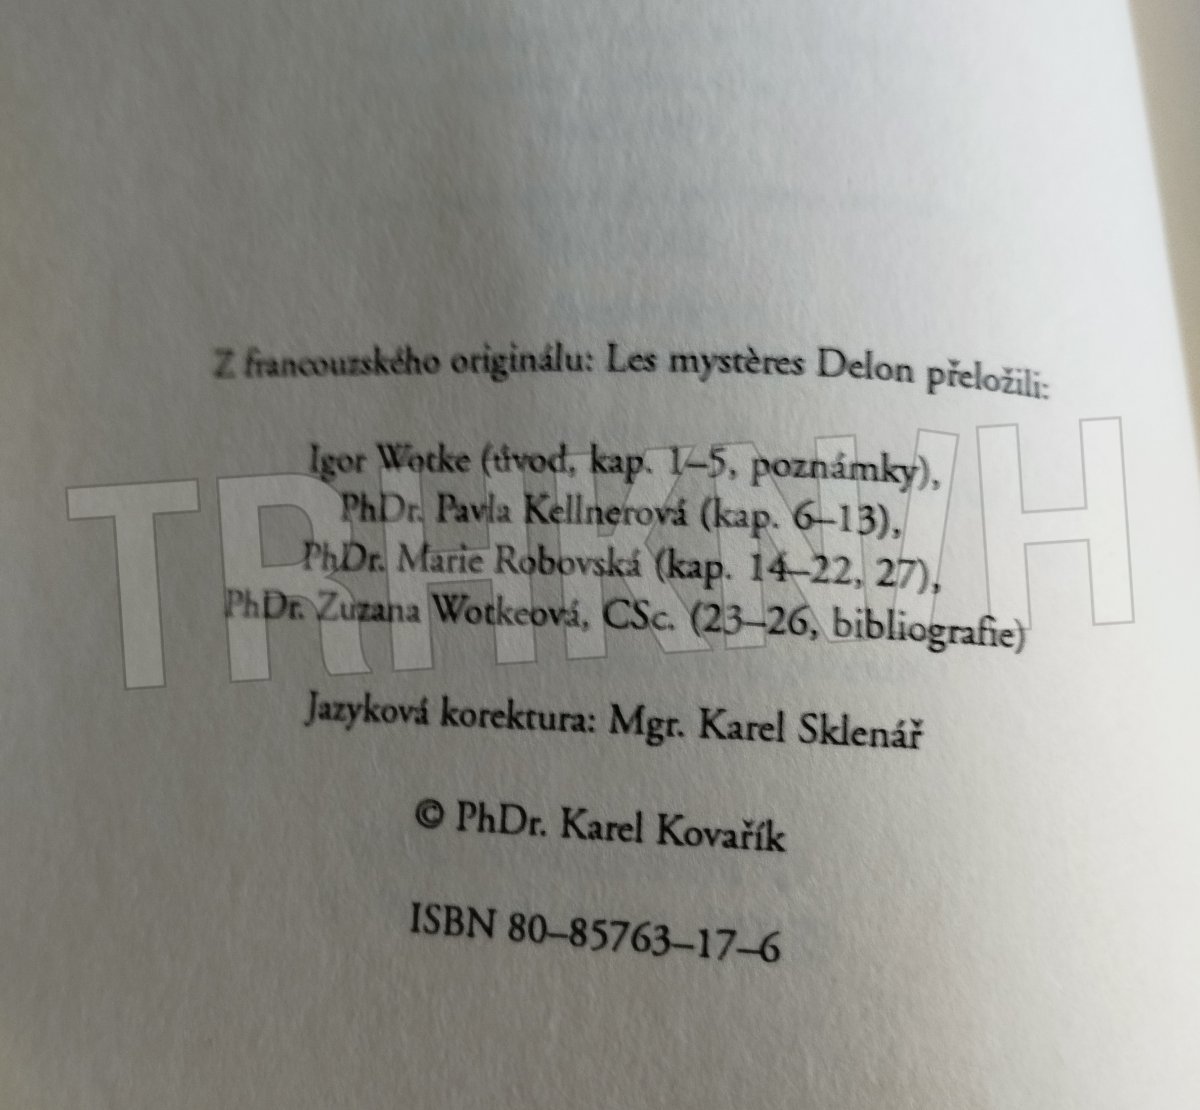 Z francouzského originálu: Les mystères Delon přeložili:
Igor Wotke (úvod, kap. 1–5, poznámky),
PhDr. Pavla Kellnerová (kap. 6–13),
PhDr. Marie Robovská (kap. 14–22, 27),
PhDr. Zuzana Wotkeová, CSc. (23–26, bibliografie)
Jazyková korektura: Mgr. Karel Sklenář
© PhDr. Karel Kovařík
ISBN 80–85763–17–6